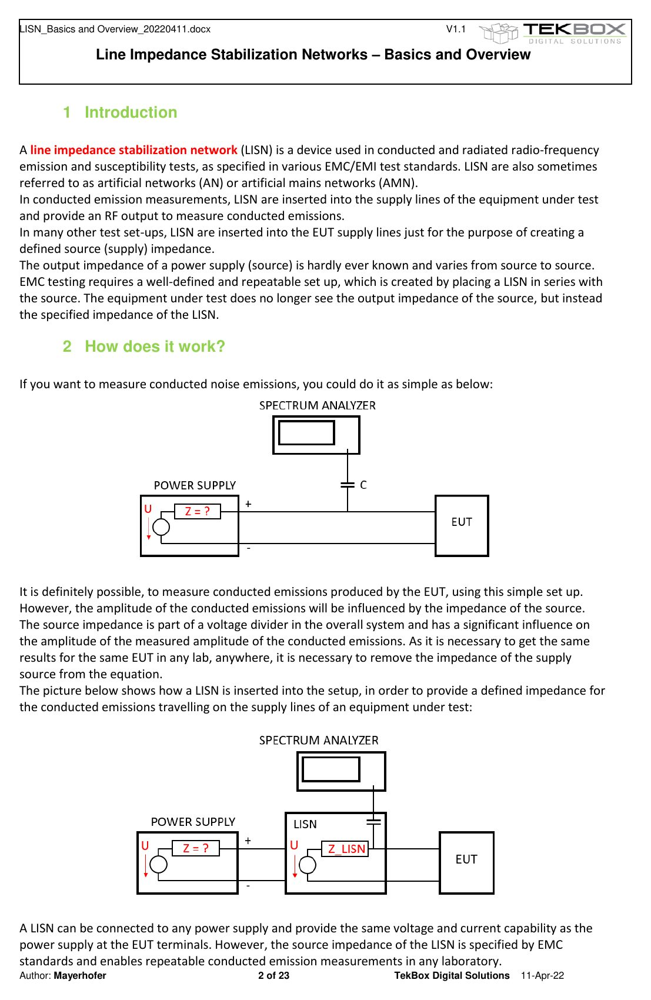 LISN_Basics and Overview_20220411.docx V1.1 TEKBOX
DIGITAL SOLUTIONS
Line Impedance Stabilization Networks – Basics and Overview
1 Introduction
A line impedance stabilization network (LISN) is a device used in conducted and radiated radio-frequency
emission and susceptibility tests, as specified in various EMC/EMI test standards. LISN are also sometimes
referred to as artificial networks (AN) or artificial mains networks (AMN).
In conducted emission measurements, LISN are inserted into the supply lines of the equipment under test
and provide an RF output to measure conducted emissions.
In many other test set-ups, LISN are inserted into the EUT supply lines just for the purpose of creating a
defined source (supply) impedance.
The output impedance of a power supply (source) is hardly ever known and varies from source to source.
EMC testing requires a well-defined and repeatable set up, which is created by placing a LISN in series with
the source. The equipment under test does no longer see the output impedance of the source, but instead
the specified impedance of the LISN.
2 How does it work?
If you want to measure conducted noise emissions, you could do it as simple as below:
SPECTRUM ANALYZER
POWER SUPPLY C
U Z = ? +
EUT
-
It is definitely possible, to measure conducted emissions produced by the EUT, using this simple set up.
However, the amplitude of the conducted emissions will be influenced by the impedance of the source.
The source impedance is part of a voltage divider in the overall system and has a significant influence on
the amplitude of the measured amplitude of the conducted emissions. As it is necessary to get the same
results for the same EUT in any lab, anywhere, it is necessary to remove the impedance of the supply
source from the equation.
The picture below shows how a LISN is inserted into the setup, in order to provide a defined impedance for
the conducted emissions travelling on the supply lines of an equipment under test:
SPECTRUM ANALYZER
POWER SUPPLY LISN
U Z = ? + U Z_LISN
EUT
-
A LISN can be connected to any power supply and provide the same voltage and current capability as the
power supply at the EUT terminals. However, the source impedance of the LISN is specified by EMC
standards and enables repeatable conducted emission measurements in any laboratory.
Author: Mayerhofer 2 of 23 TekBox Digital Solutions 11-Apr-22